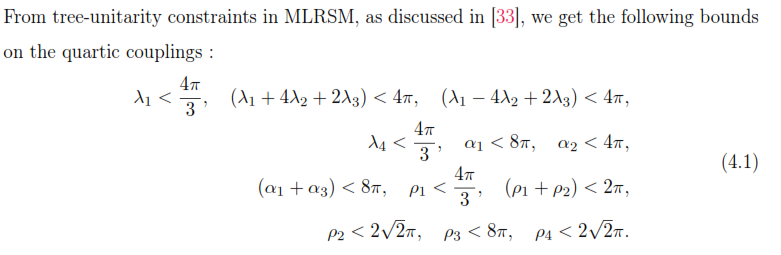 From tree-unitarity constraints in MLRSM, as discussed in [33], we get the following bounds
on the quartic couplings :
λ₁ < 4π/3, (λ₁ + 4λ₂ + 2λ₃) < 4π, (λ₁ − 4λ₂ + 2λ₃) < 4π,
λ₄ < 4π/3, α₁ < 8π, α₂ < 4π,
(α₁ + α₃) < 8π, ρ₁ < 4π/3, (ρ₁ + ρ₂) < 2π,
ρ₂ < 2√2π, ρ₃ < 8π, ρ₄ < 2√2π.
(4.1)